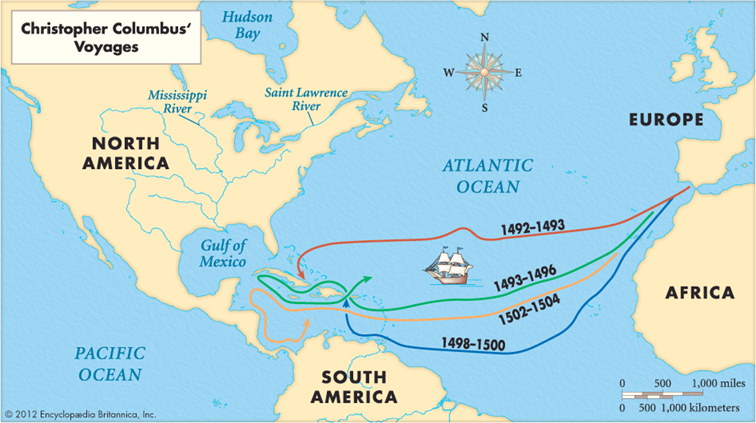 Christopher Columbus‘
Voyages
Hudson
Bay
N
W
E
S
Mississippi
River
Saint Lawrence
River
EUROPE
NORTH
AMERICA
ATLANTIC
OCEAN
1492–1493
Gulf of
Mexico
1493–1496
AFRICA
1502–1504
1498–1500
PACIFIC
OCEAN
SOUTH
AMERICA
0 500 1,000 miles
0 500 1,000 kilometers
© 2012 Encyclopædia Britannica, Inc.